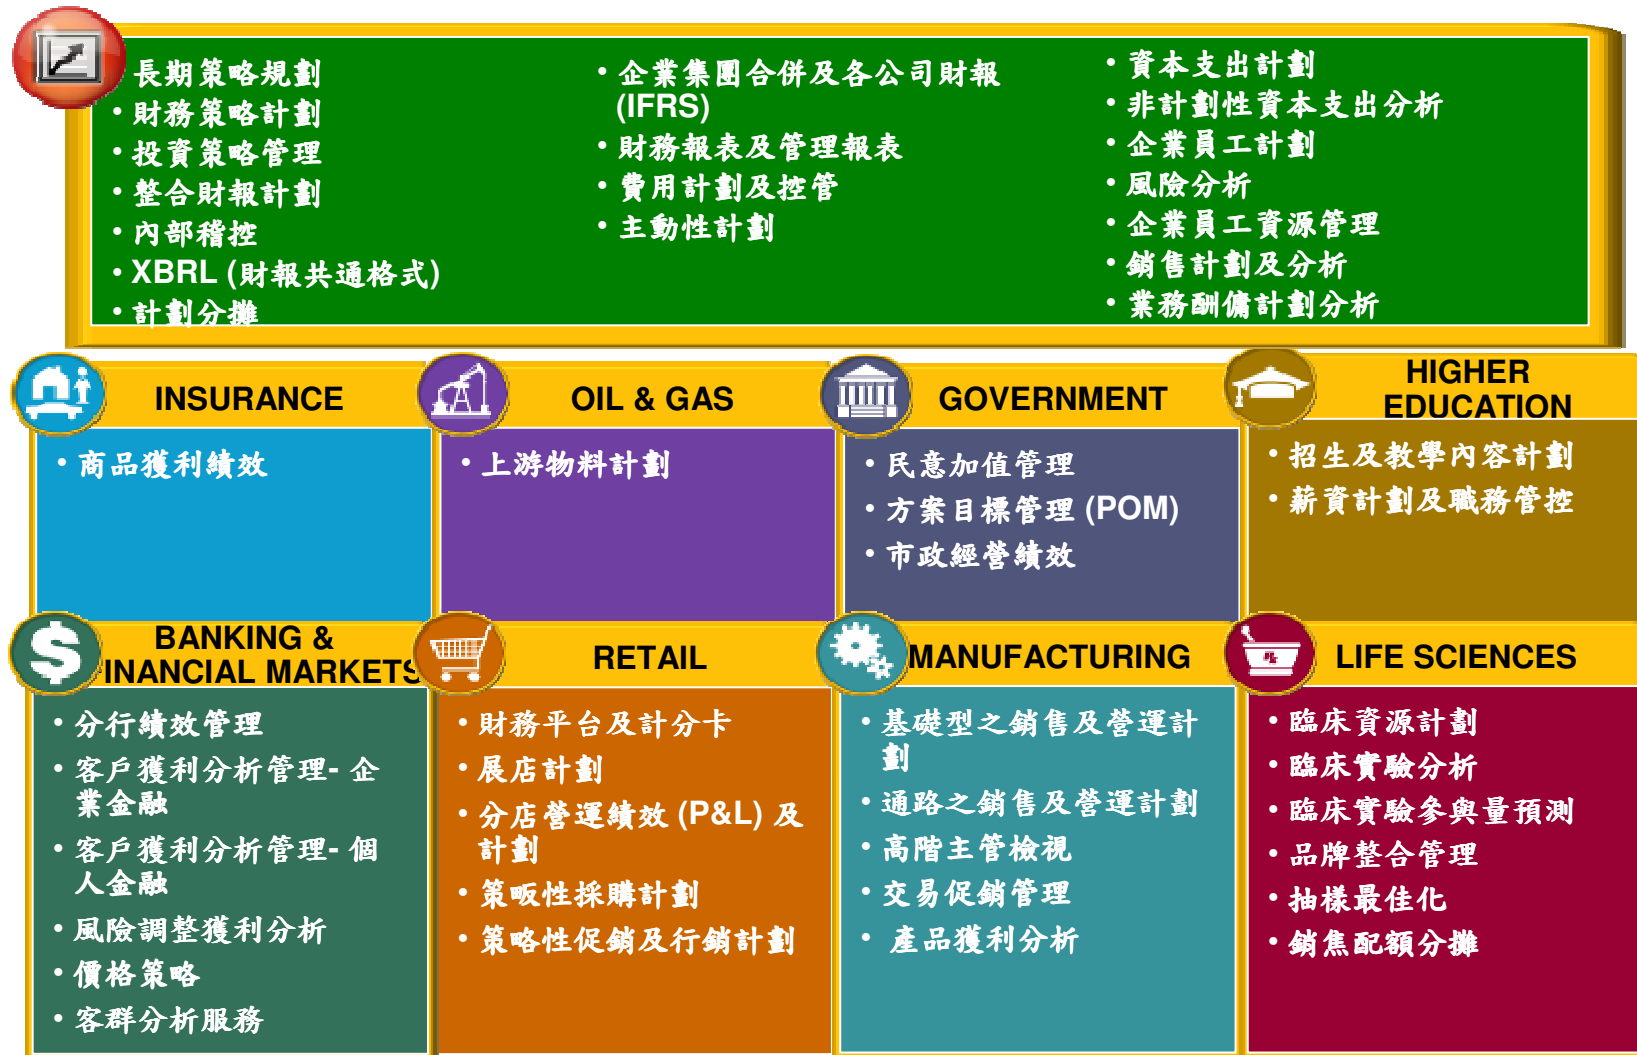 長期策略規劃
・財務策略計劃
・投資策略管理
・整合財報計劃
・內部稽控
・XBRL (財報共通格式)
・計劃分攤
・企業集團合併及各公司財報
(IFRS)
・財務報表及管理報表
・費用計劃及控管
・主動性計劃
・資本支出計劃
・非計劃性資本支出分析
・企業員工計劃
・風險分析
・企業員工資源管理
・銷售計劃及分析
・業務酬傭計劃分析
INSURANCE
・商品獲利績效
OIL & GAS
・上游物料計劃
GOVERNMENT
・民意加值管理
・方案目標管理 (POM)
・市政經營績效
HIGHER
EDUCATION
・招生及教學內容計劃
・薪資計劃及職務管控
BANKING &
FINANCIAL MARKETS
・分行績效管理
・客戶獲利分析管理- 企
業金融
・客戶獲利分析管理- 個
人金融
・風險調整獲利分析
・價格策略
・客群分析服務
RETAIL
・財務平台及計分卡
・展店計劃
・分店營運績效 (P&L) 及
計劃
・策畈性採購計劃
・策略性促銷及行銷計劃
MANUFACTURING
・基礎型之銷售及營運計
劃
・通路之銷售及營運計劃
・高階主管檢視
・交易促銷管理
・產品獲利分析
LIFE SCIENCES
・臨床資源計劃
・臨床實驗分析
・臨床實驗參與量預測
・品牌整合管理
・抽樣最佳化
・銷焦配額分攤